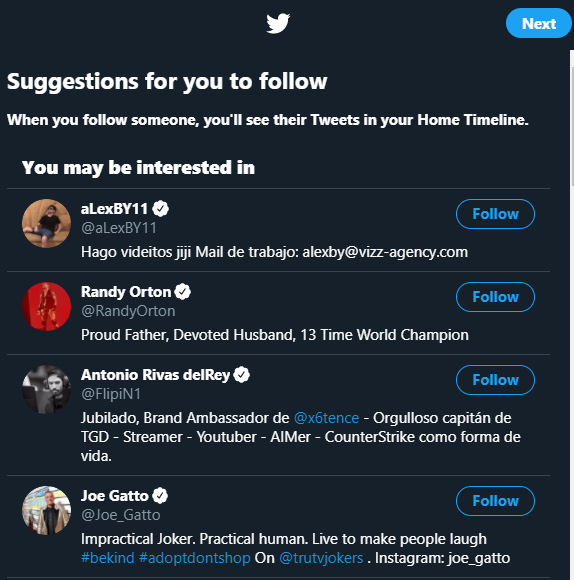 Next
Suggestions for you to follow
When you follow someone, you'll see their Tweets in your Home Timeline.
You may be interested in
aLexBY11
Follow
@aLexBY11
Hago videitos jiji Mail de trabajo: alexby@vizz-agency.com
Randy Orton
Follow
@RandyOrton
Proud Father, Devoted Husband, 13 Time World Champion
Antonio Rivas delRey
Follow
@FlipiN1
Jubilado, Brand Ambassador de @x6tence - Orgulloso capitán de
TGD - Streamer - Youtuber - AIMer - CounterStrike como forma de
vida.
Joe Gatto
Follow
@Joe_Gatto
Impractical Joker. Practical human. Live to make people laugh
#bekind #adoptdontshop On @trutvjokers . Instagram: joe_gatto